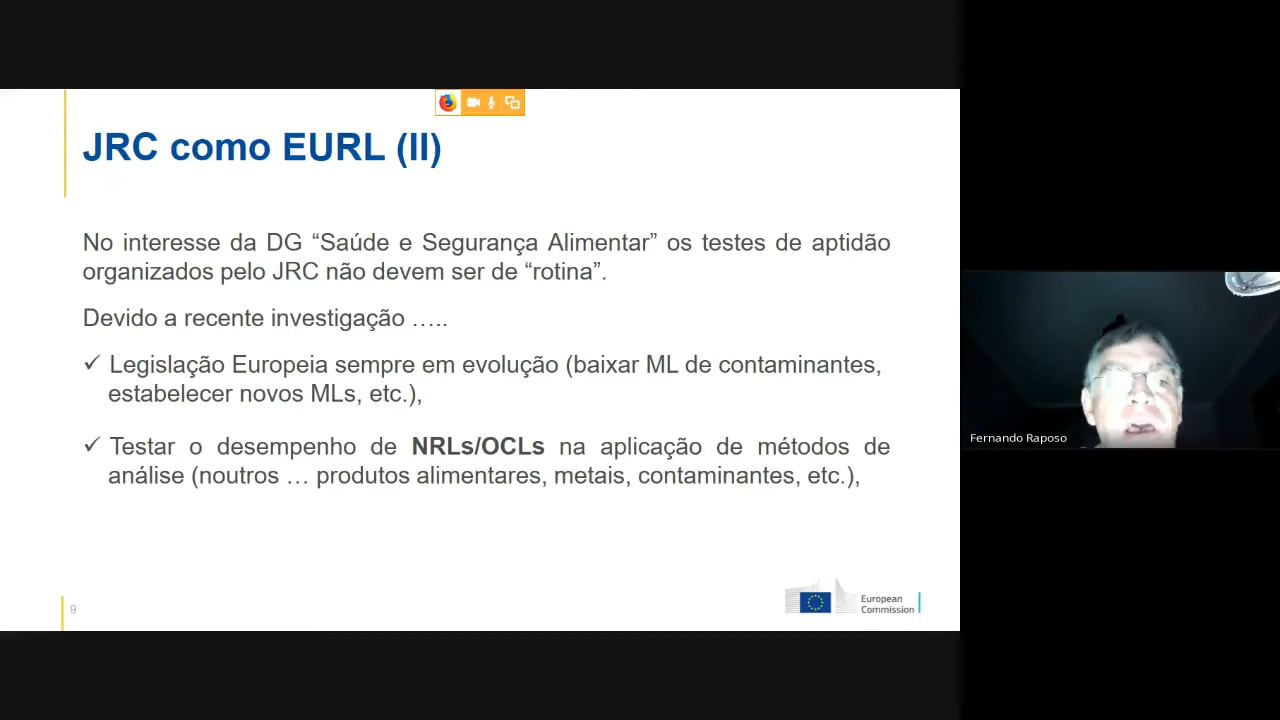 JRC como EURL (II)
No interesse da DG “Saúde e Segurança Alimentar” os testes de aptidão
organizados pelo JRC não devem ser de “rotina”.
Devido a recente investigação …..
✓ Legislação Europeia sempre em evolução (baixar ML de contaminantes,
estabelecer novos MLs, etc.),
✓ Testar o desempenho de NRLs/OCLs na aplicação de métodos de
análise (noutros … produtos alimentares, metais, contaminantes, etc.),
9
European
Commission
Fernando Raposo